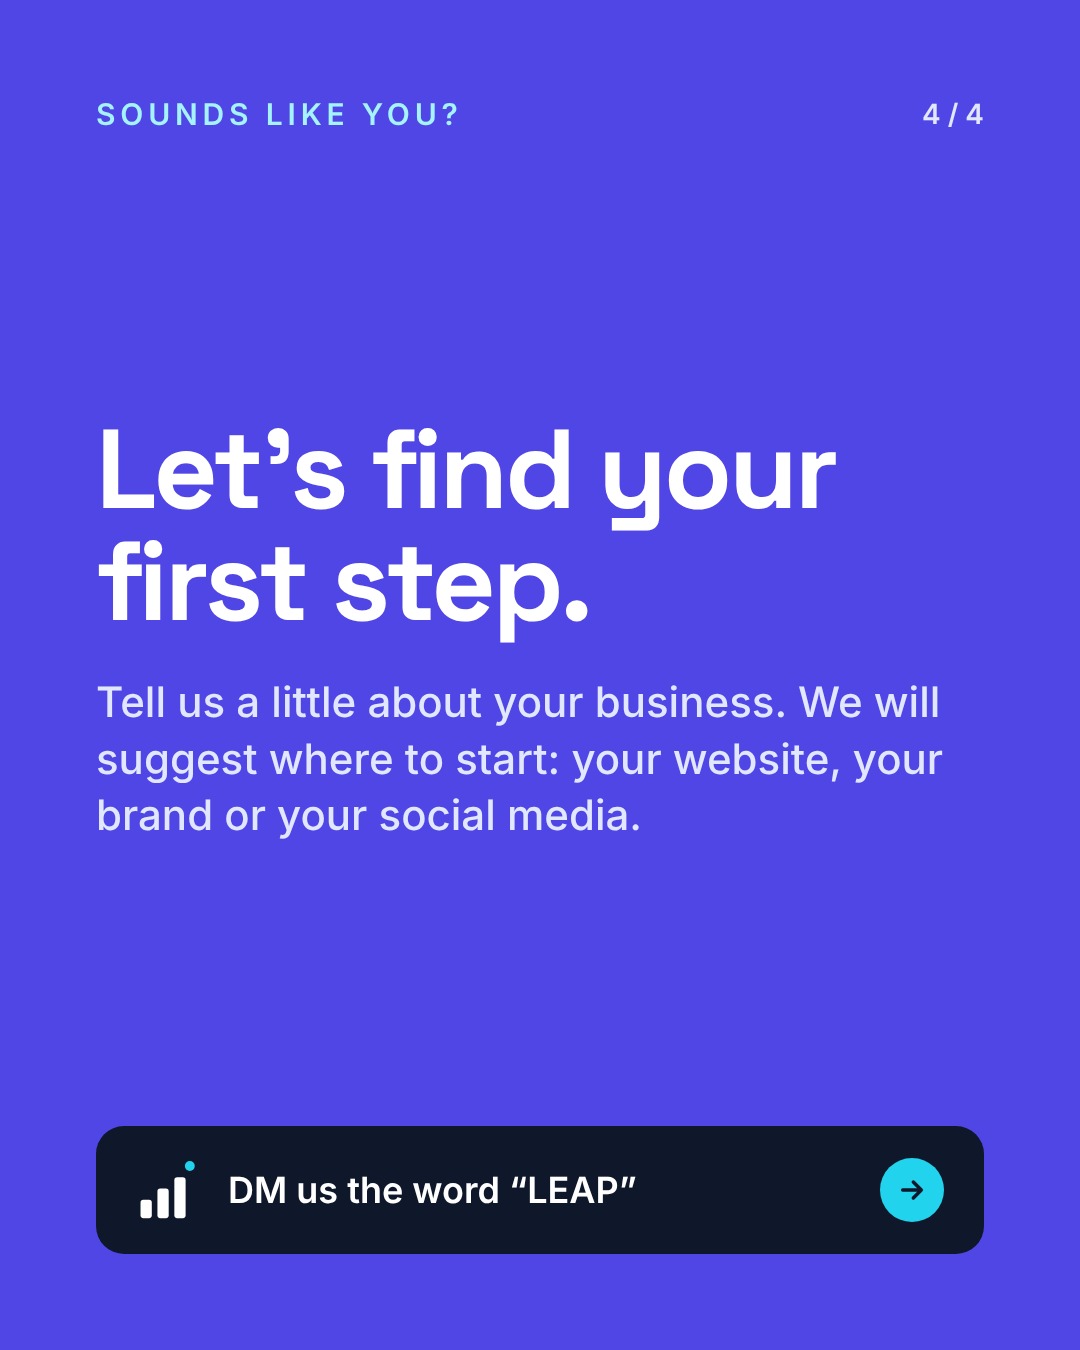 SOUNDS LIKE YOU?
4 / 4
Let’s find your
first step.
Tell us a little about your business. We will
suggest where to start: your website, your
brand or your social media.
DM us the word “LEAP”